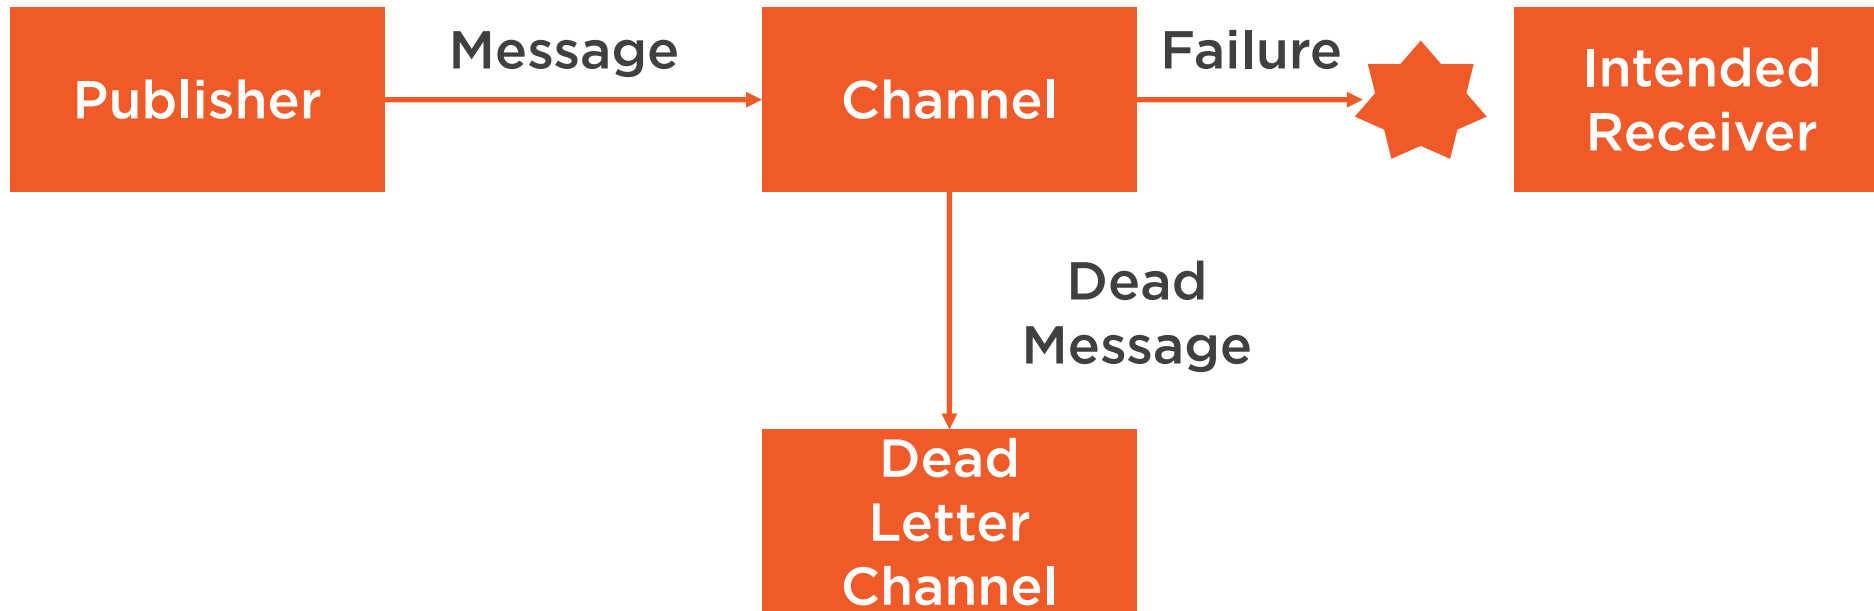 Publisher
Message
Channel
Failure
Intended
Receiver
Dead
Message
Dead
Letter
Channel